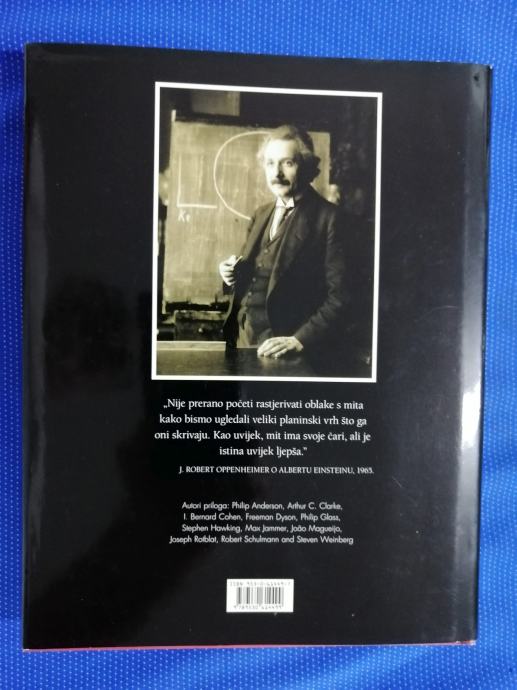 „Nije prerano početi rastjerivati oblake s mita
kako bismo ugledali veliki planinski vrh što ga
oni skrivaju. Kao uvijek, mit ima svoje čari, ali je
istina uvijek ljepša.”
J. ROBERT OPPENHEIMER O ALBERTU EINSTEINU, 1965.
Autori priloga: Philip Anderson, Arthur C. Clarke,
I. Bernard Cohen, Freeman Dyson, Philip Glass,
Stephen Hawking, Max Jammer, João Magueijo,
Joseph Rotblat, Robert Schulmann and Steven Weinberg